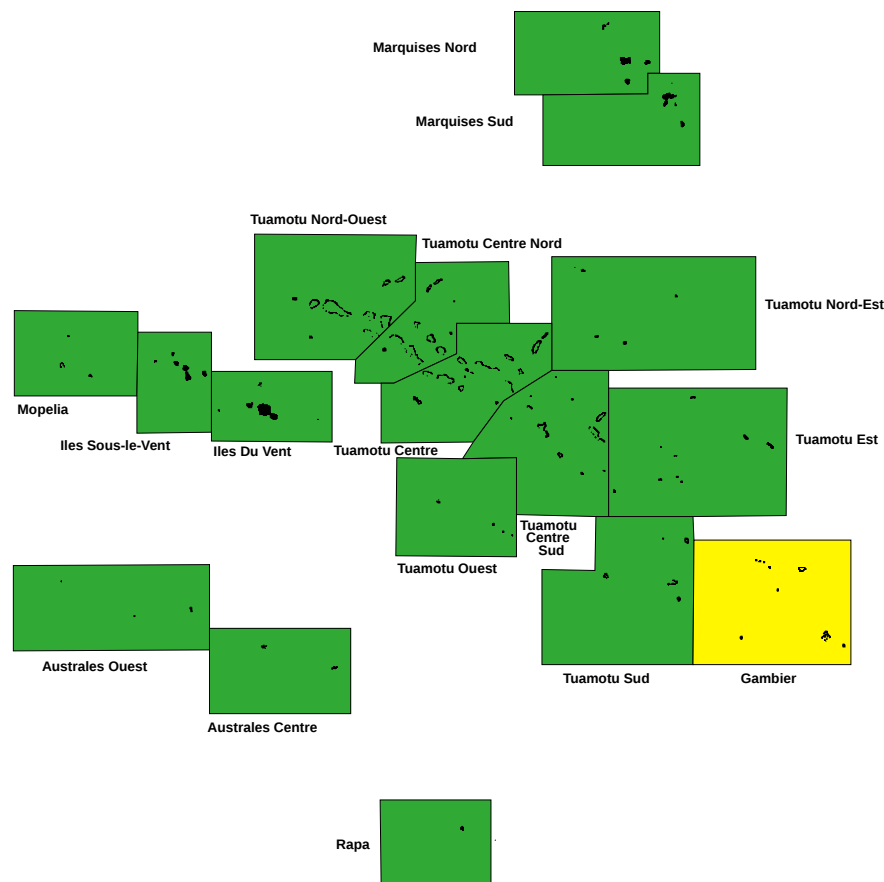 Marquises Nord
Marquises Sud
Tuamotu Nord-Ouest
Tuamotu Centre Nord
Tuamotu Nord-Est
Mopelia
Iles Sous-le-Vent
Iles Du Vent
Tuamotu Centre
Tuamotu Est
Tuamotu
Centre
Sud
Tuamotu Ouest
Australes Ouest
Tuamotu Sud
Gambier
Australes Centre
Rapa